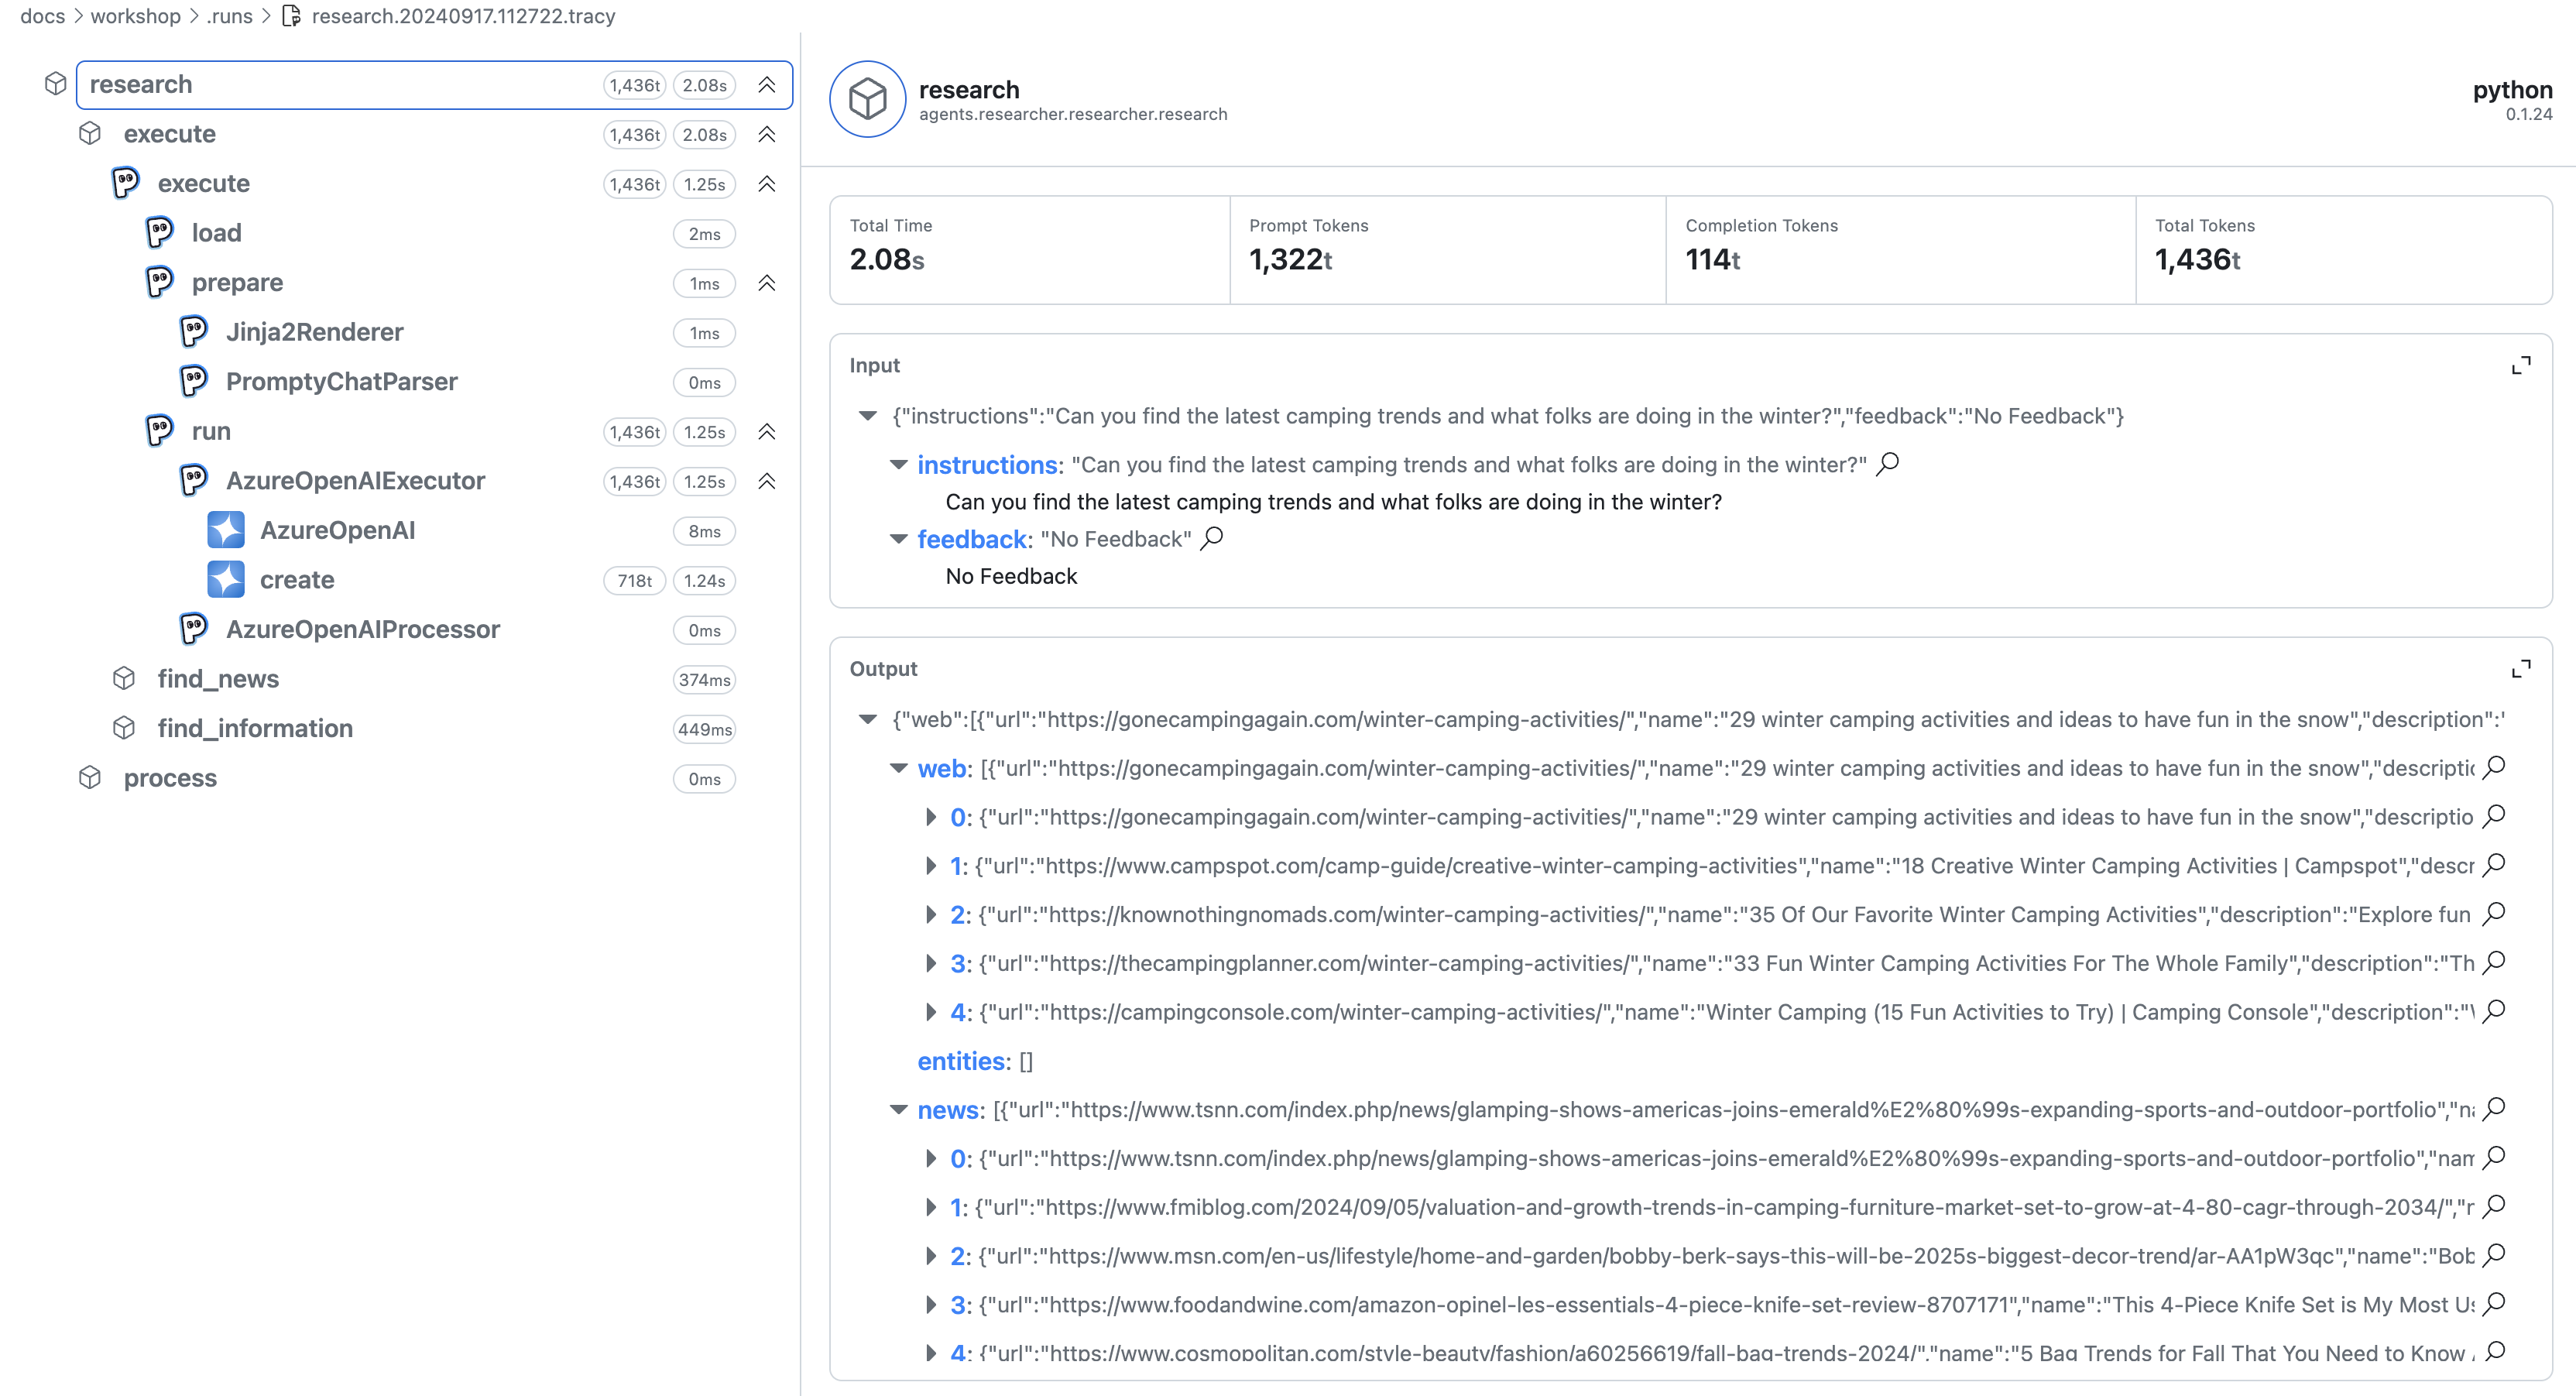 docs > workshop > .runs > research.20240917.112722.tracy
research 1,436t 2.08s
execute 1,436t 2.08s
execute 1,436t 1.25s
load 2ms
prepare 1ms
Jinja2Renderer 1ms
PromptyChatParser 0ms
run 1,436t 1.25s
AzureOpenAIExecutor 1,436t 1.25s
AzureOpenAI 8ms
create 718t 1.24s
AzureOpenAIProcessor 0ms
find_news 374ms
find_information 449ms
process 0ms
research
agents.researcher.researcher.research
python
0.1.24
Total Time
2.08s
Prompt Tokens
1,322t
Completion Tokens
114t
Total Tokens
1,436t
Input
{"instructions":"Can you find the latest camping trends and what folks are doing in the winter?","feedback":"No Feedback"}
instructions: "Can you find the latest camping trends and what folks are doing in the winter?"
Can you find the latest camping trends and what folks are doing in the winter?
feedback: "No Feedback"
No Feedback
Output
{"web":[{"url":"https://gonecampingagain.com/winter-camping-activities/","name":"29 winter camping activities and ideas to have fun in the snow","description":"
web: [{"url":"https://gonecampingagain.com/winter-camping-activities/","name":"29 winter camping activities and ideas to have fun in the snow","descriptic
0: {"url":"https://gonecampingagain.com/winter-camping-activities/","name":"29 winter camping activities and ideas to have fun in the snow","descriptio
1: {"url":"https://www.campspot.com/camp-guide/creative-winter-camping-activities","name":"18 Creative Winter Camping Activities | Campspot","descr
2: {"url":"https://knownothingnomads.com/winter-camping-activities/","name":"35 Of Our Favorite Winter Camping Activities","description":"Explore fun
3: {"url":"https://thecampingplanner.com/winter-camping-activities/","name":"33 Fun Winter Camping Activities For The Whole Family","description":"Th
4: {"url":"https://campingconsole.com/winter-camping-activities/","name":"Winter Camping (15 Fun Activities to Try) | Camping Console","description":"
entities: []
news: [{"url":"https://www.tsnn.com/index.php/news/glamping-shows-americas-joins-emerald%E2%80%99s-expanding-sports-and-outdoor-portfolio","na
0: {"url":"https://www.tsnn.com/index.php/news/glamping-shows-americas-joins-emerald%E2%80%99s-expanding-sports-and-outdoor-portfolio","nam
1: {"url":"https://www.fmiblog.com/2024/09/05/valuation-and-growth-trends-in-camping-furniture-market-set-to-grow-at-4-80-cagr-through-2034/","r
2: {"url":"https://www.msn.com/en-us/lifestyle/home-and-garden/bobby-berk-says-this-will-be-2025s-biggest-decor-trend/ar-AA1pW3qc","name":"Bob
3: {"url":"https://www.foodandwine.com/amazon-opinel-les-essentials-4-piece-knife-set-review-8707171","name":"This 4-Piece Knife Set is My Most Us
4: {"url":"https://www.cosmopolitan.com/style-beauty/fashion/a60256619/fall-bag-trends-2024/","name":"5 Bag Trends for Fall That You Need to Know